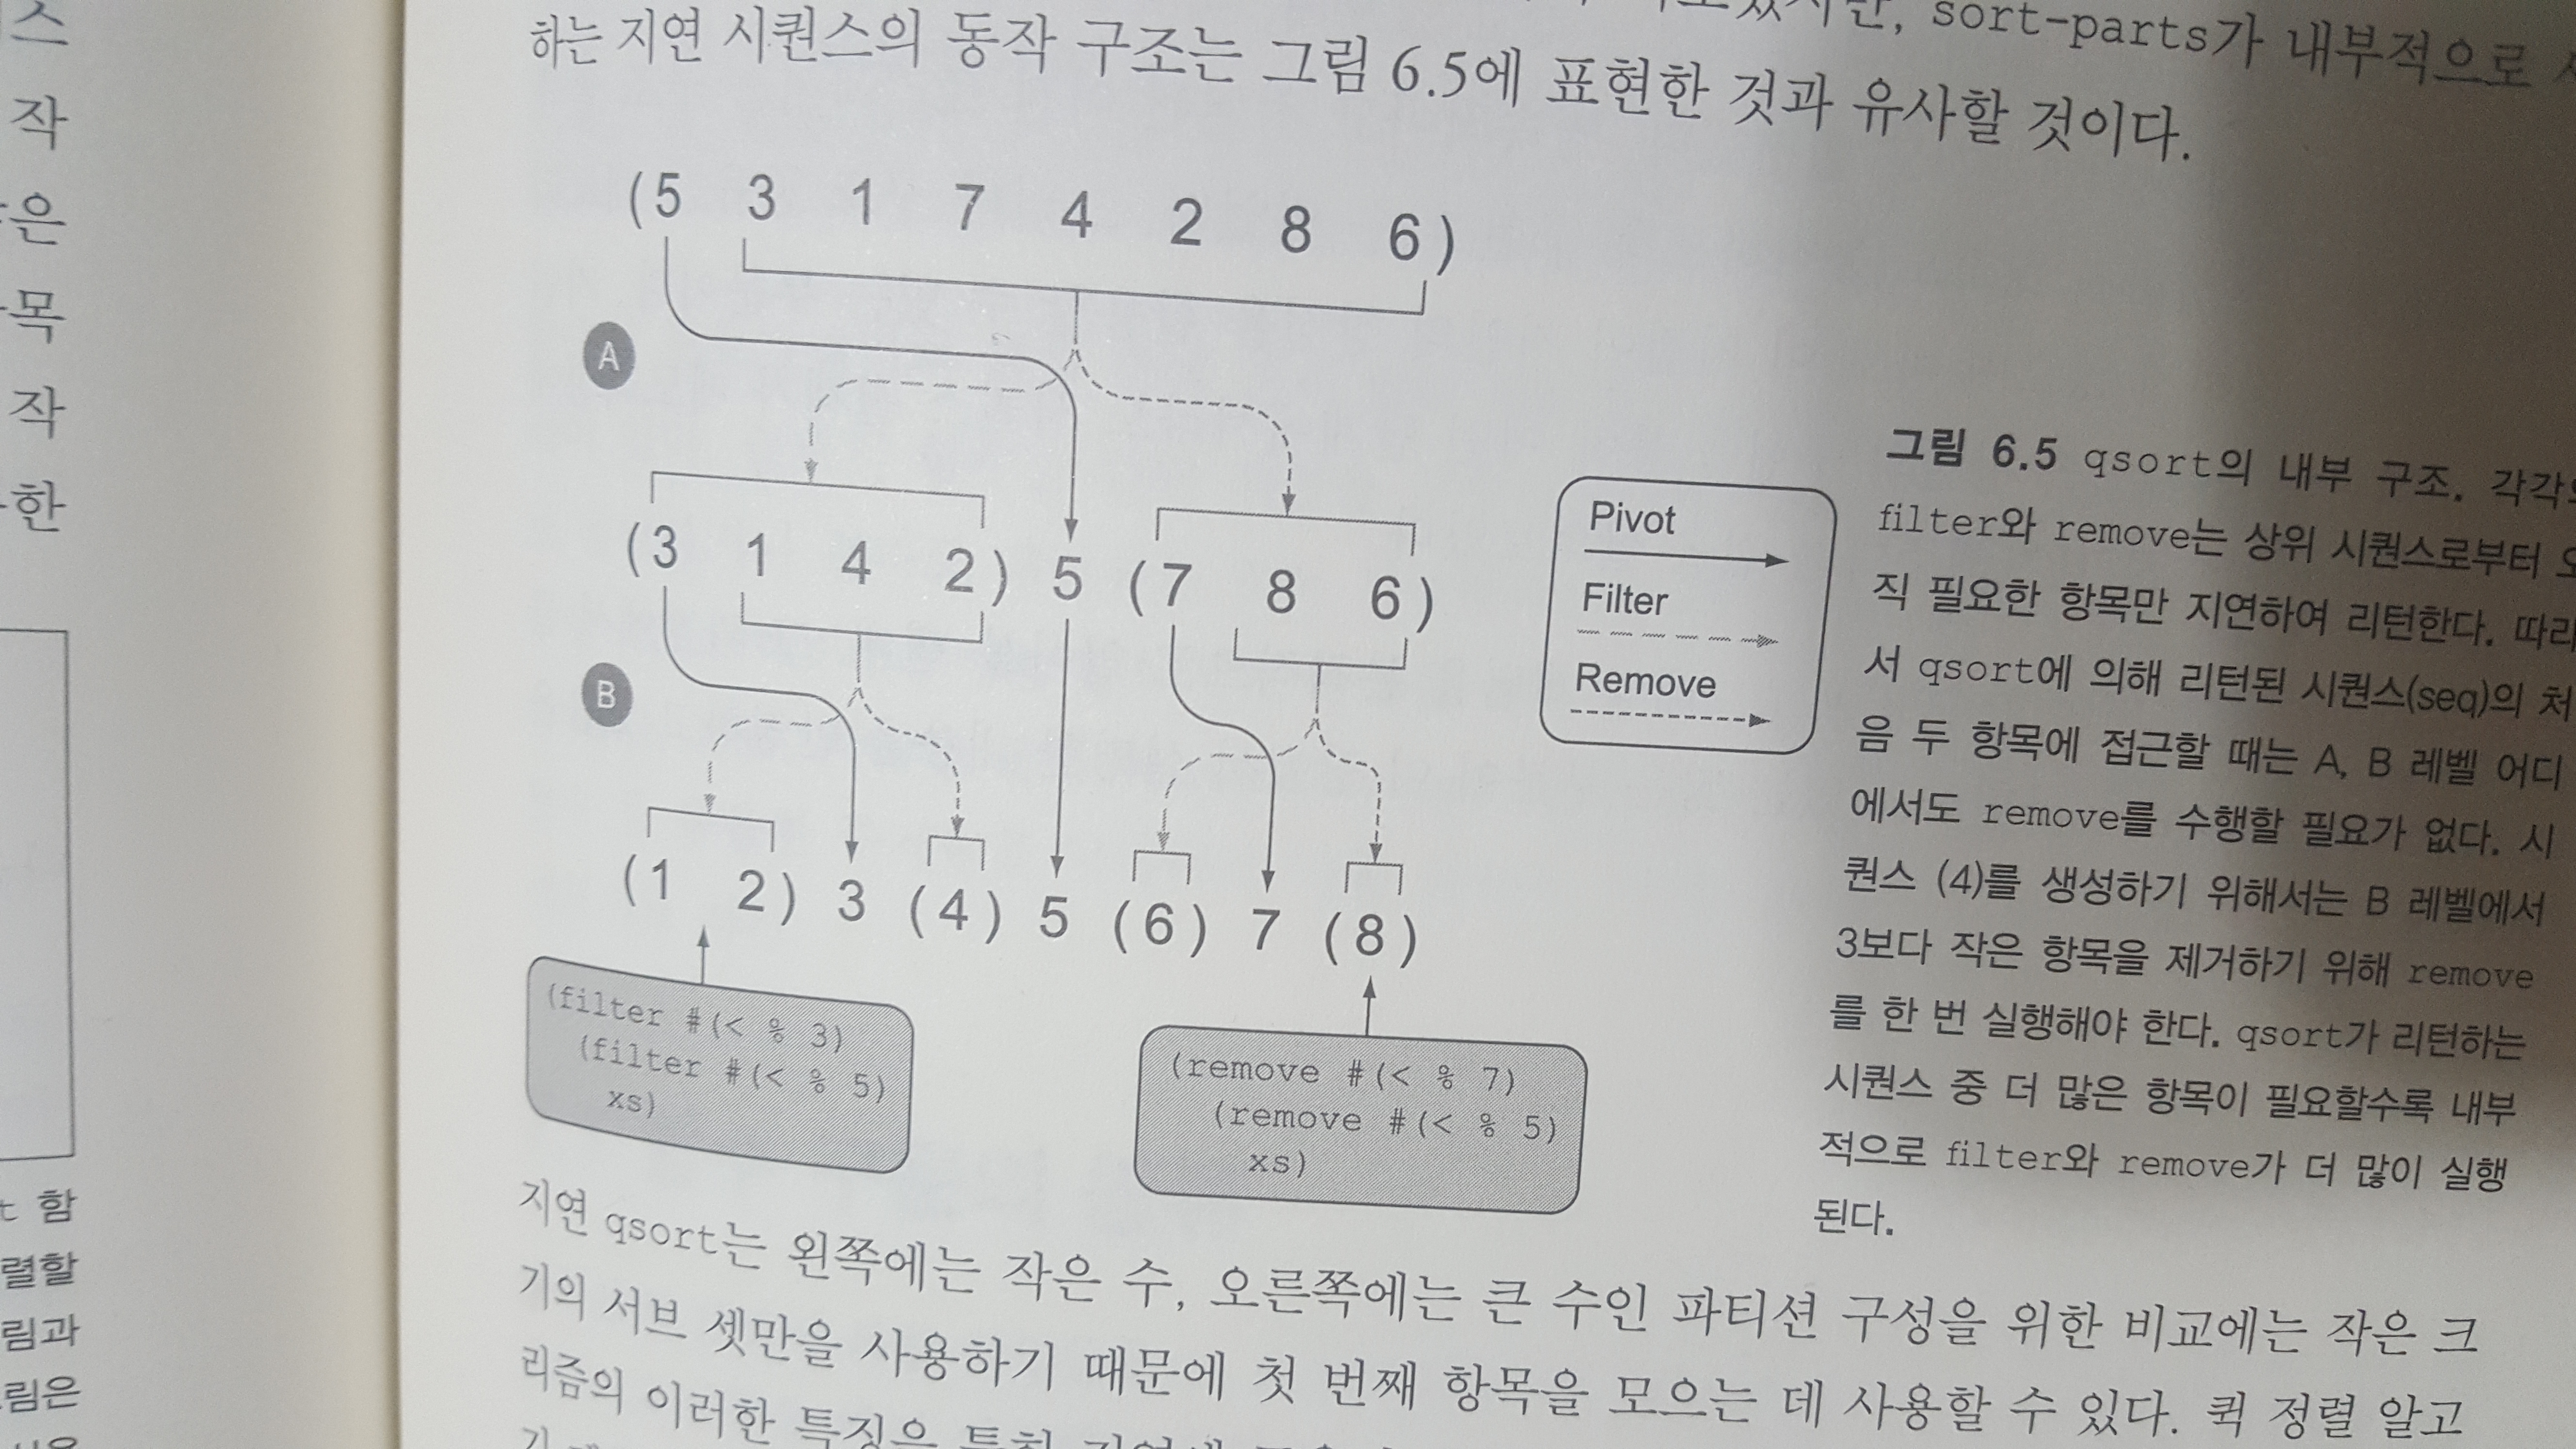 스
작
은
목
작
한
t 함
렬할
림과
림은
sort-parts가 내부적으로
하는 지연 시퀀스의 동작 구조는 그림 6.5에 표현한 것과 유사할 것이다.
(5 3 1 7 4 2 8 6)
A
(3 1 4 2) 5 (7 8 6)
B
(1 2) 3 (4) 5 (6) 7 (8)
(filter #(< % 3)
(filter #(< % 5)
xs)
(remove #(< % 7)
(remove #(< % 5)
xs)
Pivot
Filter
Remove
그림 6.5 qsort의 내부 구조. 각각의
filter와 remove는 상위 시퀀스로부터 오
직 필요한 항목만 지연하여 리턴한다. 따라
서 qsort에 의해 리턴된 시퀀스(seq)의 처
음 두 항목에 접근할 때는 A, B 레벨 어디
에서도 remove를 수행할 필요가 없다. 시
퀀스 (4)를 생성하기 위해서는 B 레벨에서
3보다 작은 항목을 제거하기 위해 remove
를 한 번 실행해야 한다. qsort가 리턴하는
시퀀스 중 더 많은 항목이 필요할수록 내부
적으로 filter와 remove가 더 많이 실행
된다.
지연 qsort는 왼쪽에는 작은 수, 오른쪽에는 큰 수인 파티션 구성을 위한 비교에는 작은 크
기의 서브 셋만을 사용하기 때문에 첫 번째 항목을 모으는 데 사용할 수 있다. 퀵 정렬 알고
리즘의 이러한 특징은